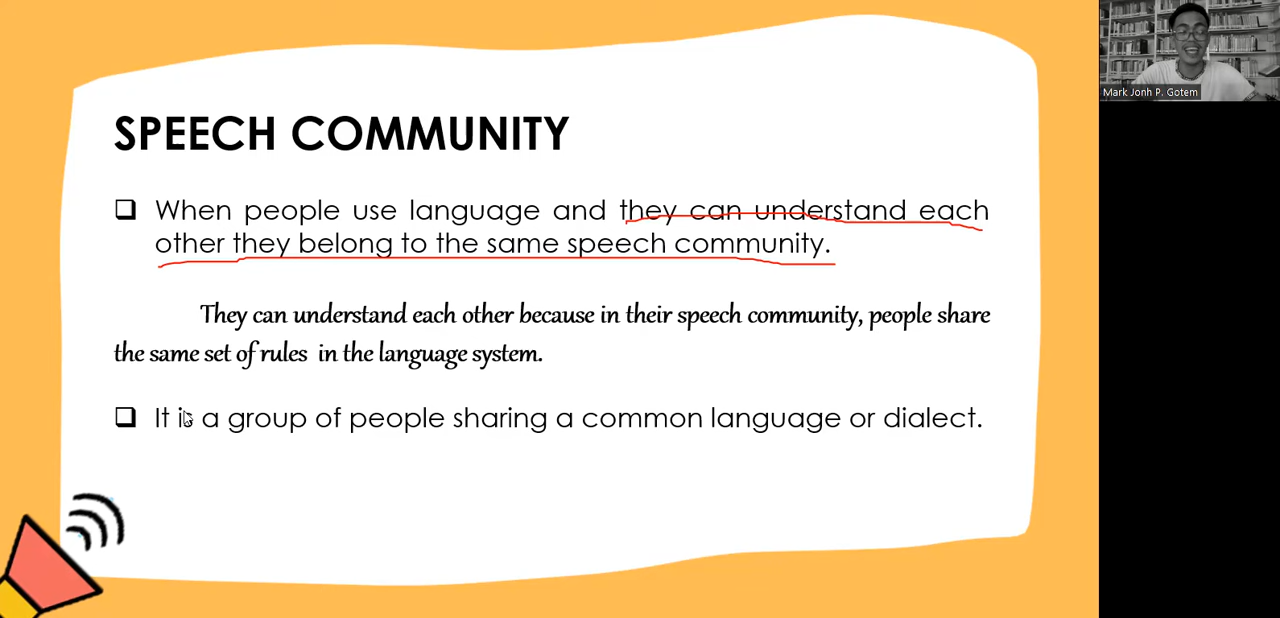 SPEECH COMMUNITY
When people use language and they can understand each
other they belong to the same speech community.
They can understand each other because in their speech community, people share
the same set of rules in the language system.
It is a group of people sharing a common language or dialect.
Mark Jonh P. Gotem